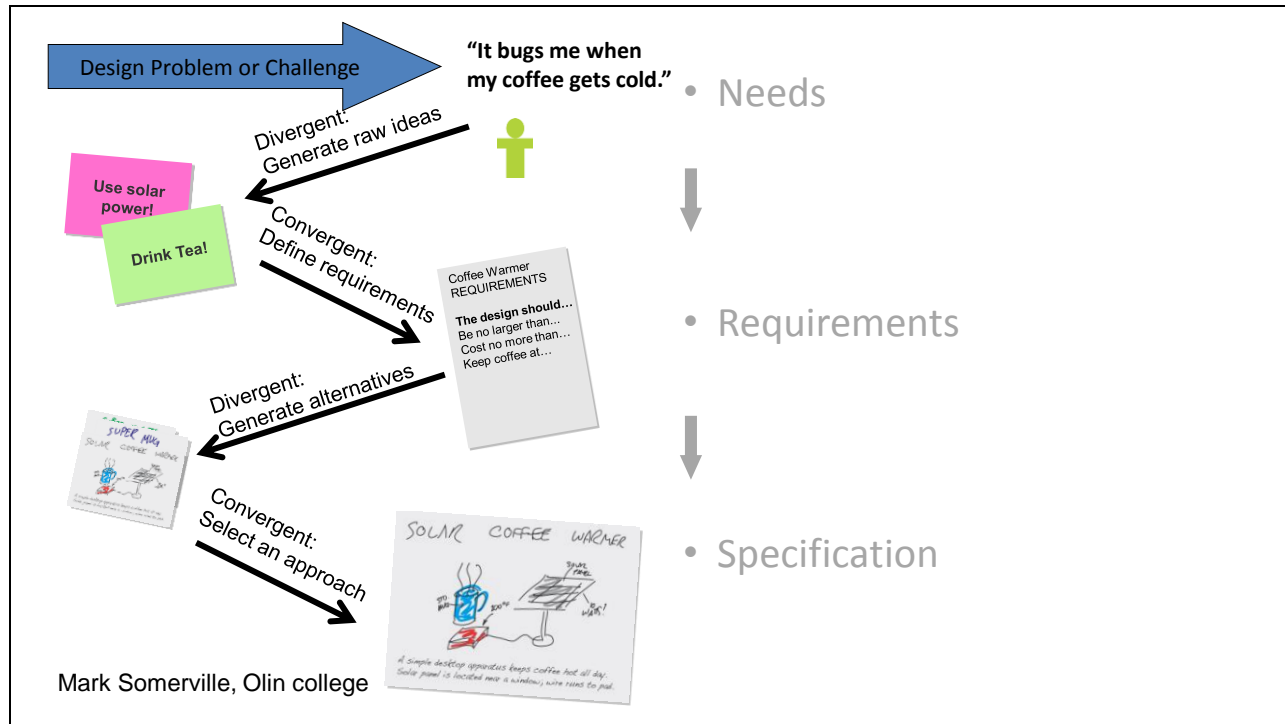 Design Problem or Challenge
“It bugs me when
my coffee gets cold.”
• Needs
Divergent:
Generate raw ideas
Use solar
power!
Drink Tea!
Convergent:
Define requirements
Coffee Warmer
REQUIREMENTS
The design should…
Be no larger than…
Cost no more than…
Keep coffee at…
• Requirements
Divergent:
Generate alternatives
SUPER MUG
SOLAR COFFEE WARMER
Convergent:
Select an approach
SOLAR COFFEE WARMER
SOLAR
PANEL
STD.
MUG
A simple desktop apparatus keeps coffee hot all day.
Solar panel is located near a window, wire runs to pad.
• Specification
Mark Somerville, Olin college